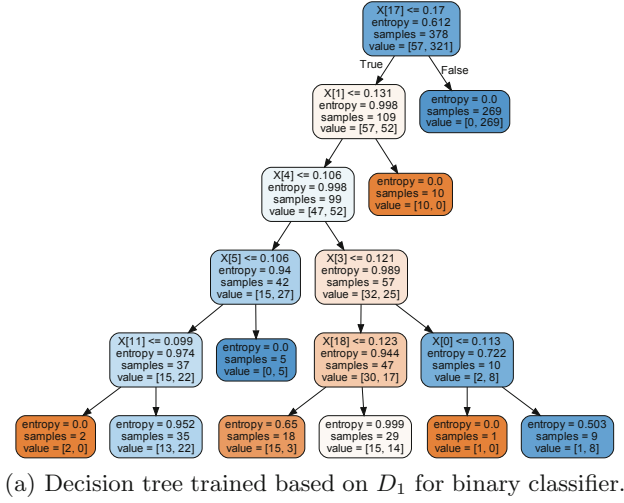 X[17] <= 0.17
entropy = 0.612
samples = 378
value = [57, 321]
True
False
X[1] <= 0.131
entropy = 0.998
samples = 109
value = [57, 52]
entropy = 0.0
samples = 269
value = [0, 269]
X[4] <= 0.106
entropy = 0.998
samples = 99
value = [47, 52]
entropy = 0.0
samples = 10
value = [10, 0]
X[5] <= 0.106
entropy = 0.94
samples = 42
value = [15, 27]
X[3] <= 0.121
entropy = 0.989
samples = 57
value = [32, 25]
X[11] <= 0.099
entropy = 0.974
samples = 37
value = [15, 22]
entropy = 0.0
samples = 5
value = [0, 5]
X[18] <= 0.123
entropy = 0.944
samples = 47
value = [30, 17]
X[0] <= 0.113
entropy = 0.722
samples = 10
value = [2, 8]
entropy = 0.0
samples = 2
value = [2, 0]
entropy = 0.952
samples = 35
value = [13, 22]
entropy = 0.65
samples = 18
value = [15, 3]
entropy = 0.999
samples = 29
value = [15, 14]
entropy = 0.0
samples = 1
value = [1, 0]
entropy = 0.503
samples = 9
value = [1, 8]
(a) Decision tree trained based on D₁ for binary classifier.